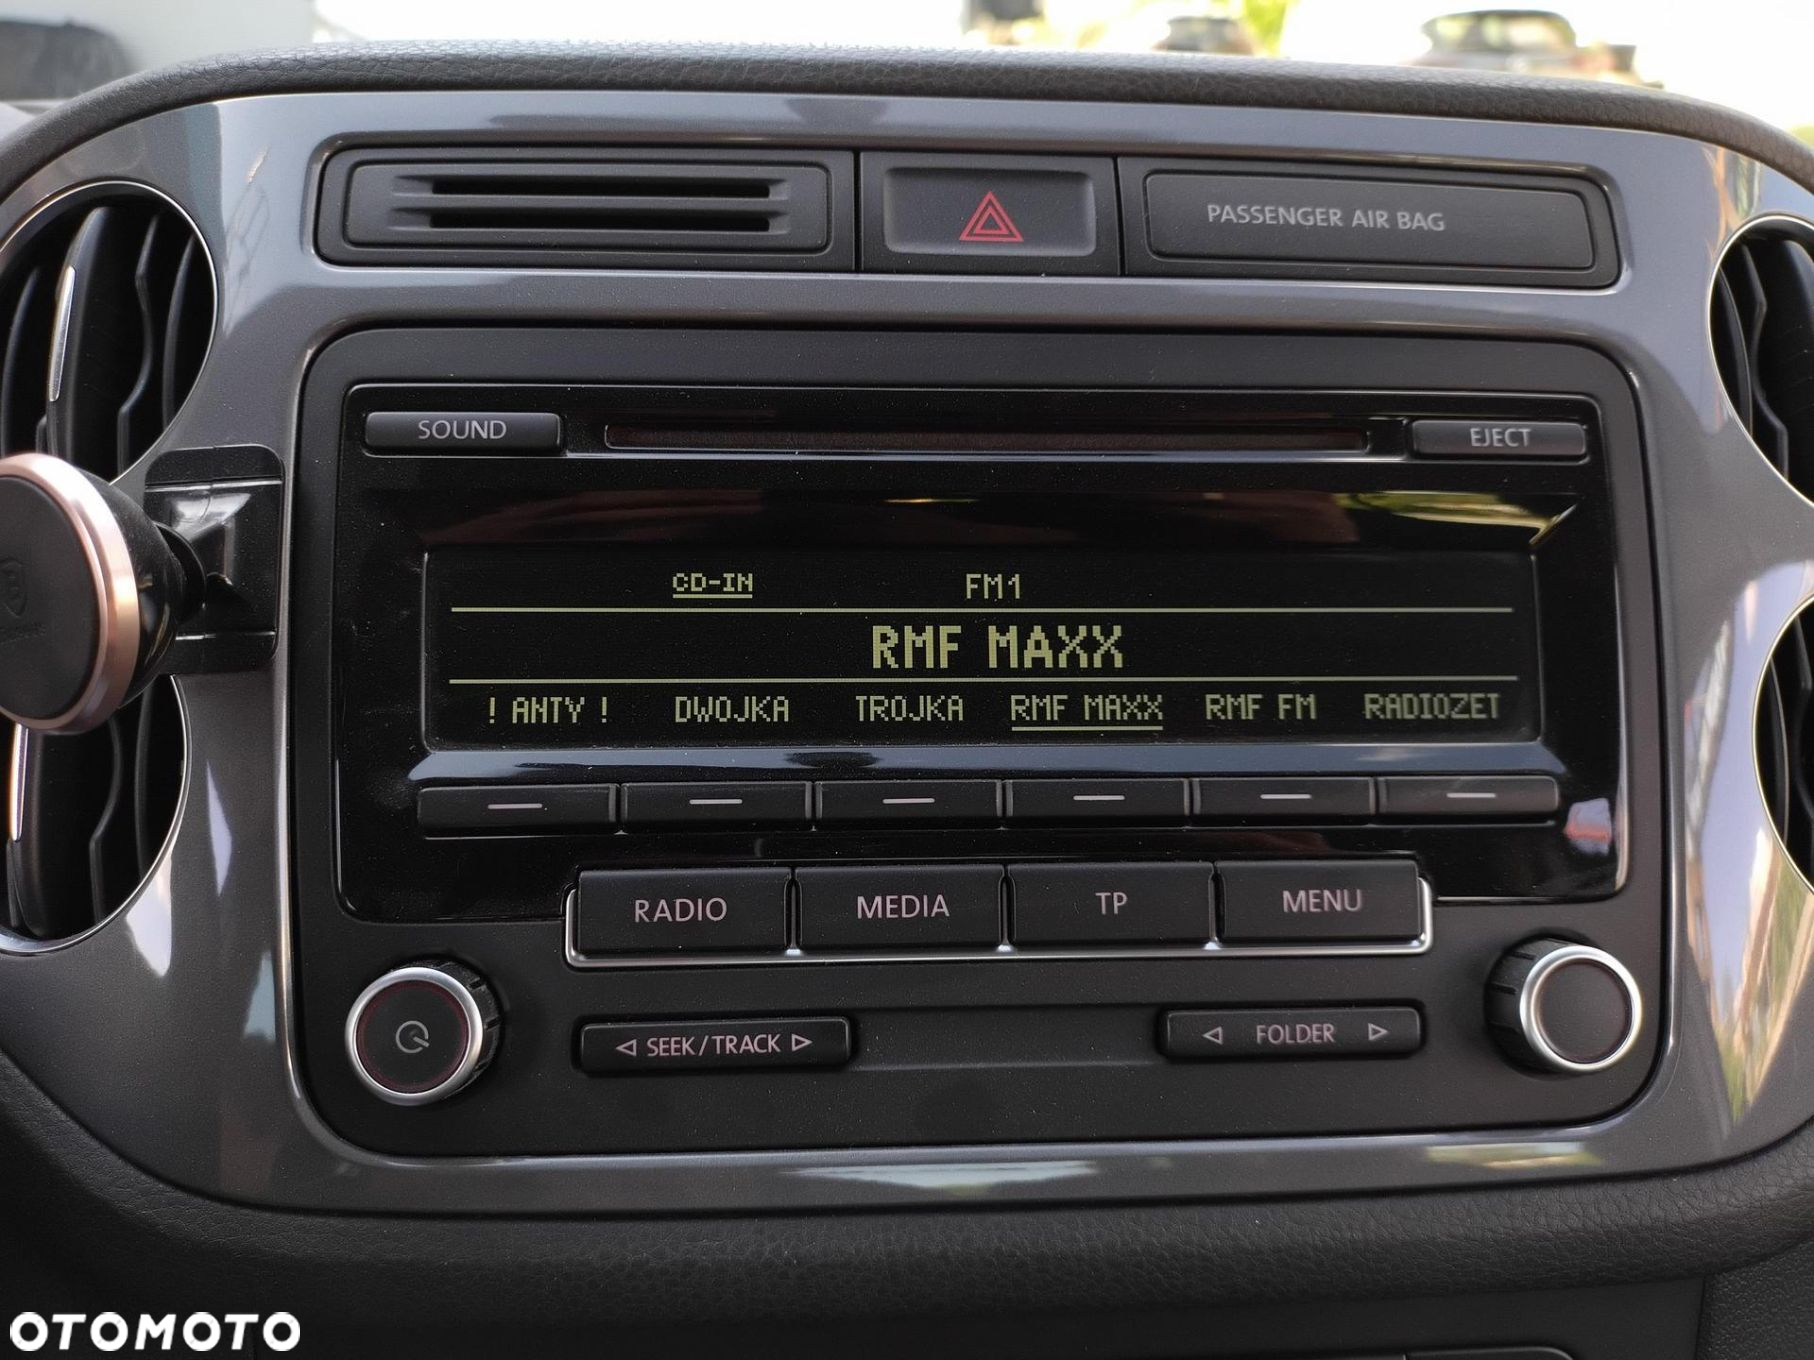 PASSENGER AIR BAG
SOUND
EJECT
CD-IN FM1
RMF MAXX
! ANTY ! DWOJKA TROJKA RMF MAXX RMF FM RADIOZET
RADIO MEDIA TP MENU
SEEK/TRACK
FOLDER
OTOMOTO